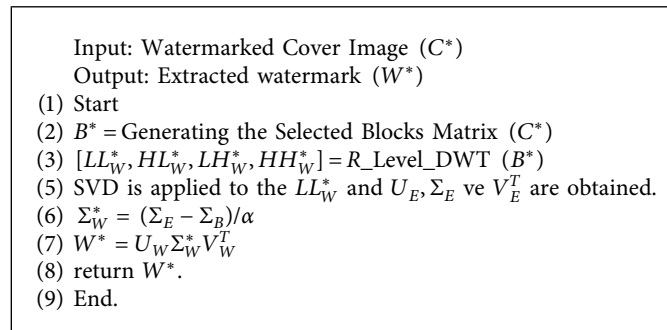 Input: Watermarked Cover Image (C*)
Output: Extracted watermark (W*)
(1) Start
(2) B* = Generating the Selected Blocks Matrix (C*)
(3) [LL*_W, HL*_W, LH*_W, HH*_W] = R_Level_DWT (B*)
(5) SVD is applied to the LL*_W and U_E, Σ_E ve V_E^T are obtained.
(6) Σ*_W = (Σ_E − Σ_B)/α
(7) W* = U_W Σ*_W V_W^T
(8) return W*.
(9) End.